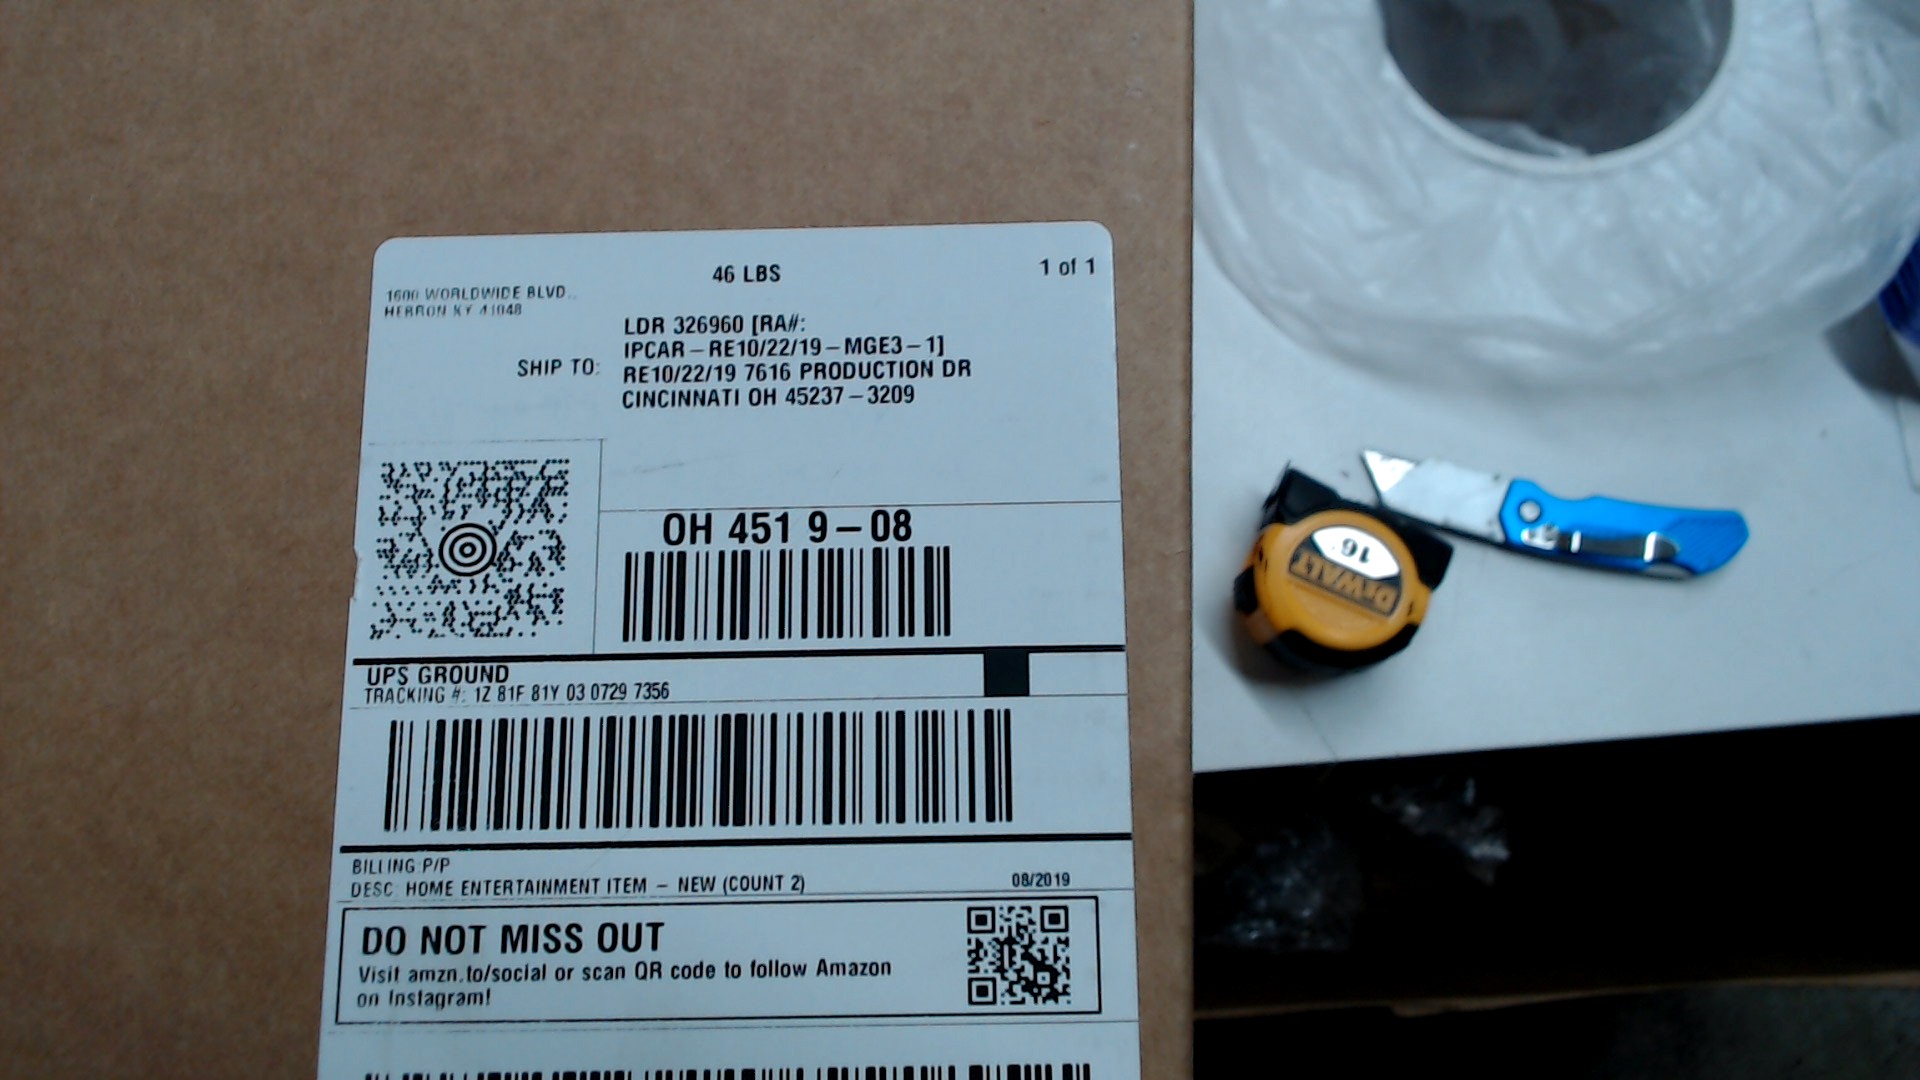 46 LBS
1 of 1
1600 WORLDWIDE BLVD.
HEBRON KY 41048
SHIP TO:
LDR 326960 [RA#:
IPCAR – RE10/22/19 – MGE3 – 1]
RE10/22/19 7616 PRODUCTION DR
CINCINNATI OH 45237 – 3209
OH 451 9 – 08
UPS GROUND
TRACKING #: 1Z 81F 81Y 03 0729 7356
BILLING P/P
DESC: HOME ENTERTAINMENT ITEM – NEW (COUNT 2)
08/2019
DO NOT MISS OUT
Visit amzn.to/social or scan QR code to follow Amazon
on Instagram!
16'
DEWALT